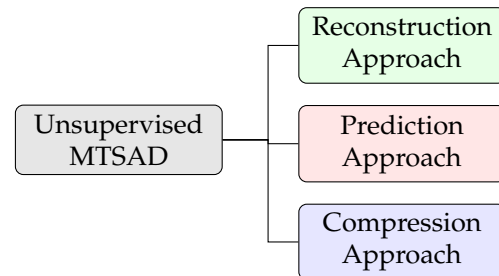 Unsupervised
MTSAD
Reconstruction
Approach
Prediction
Approach
Compression
Approach